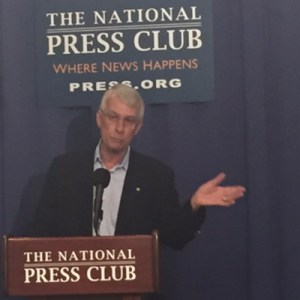 THE NATIONAL
PRESS CLUB
WHERE NEWS HAPPENS
PRESS.ORG
THE NATIONAL
PRESS CLUB